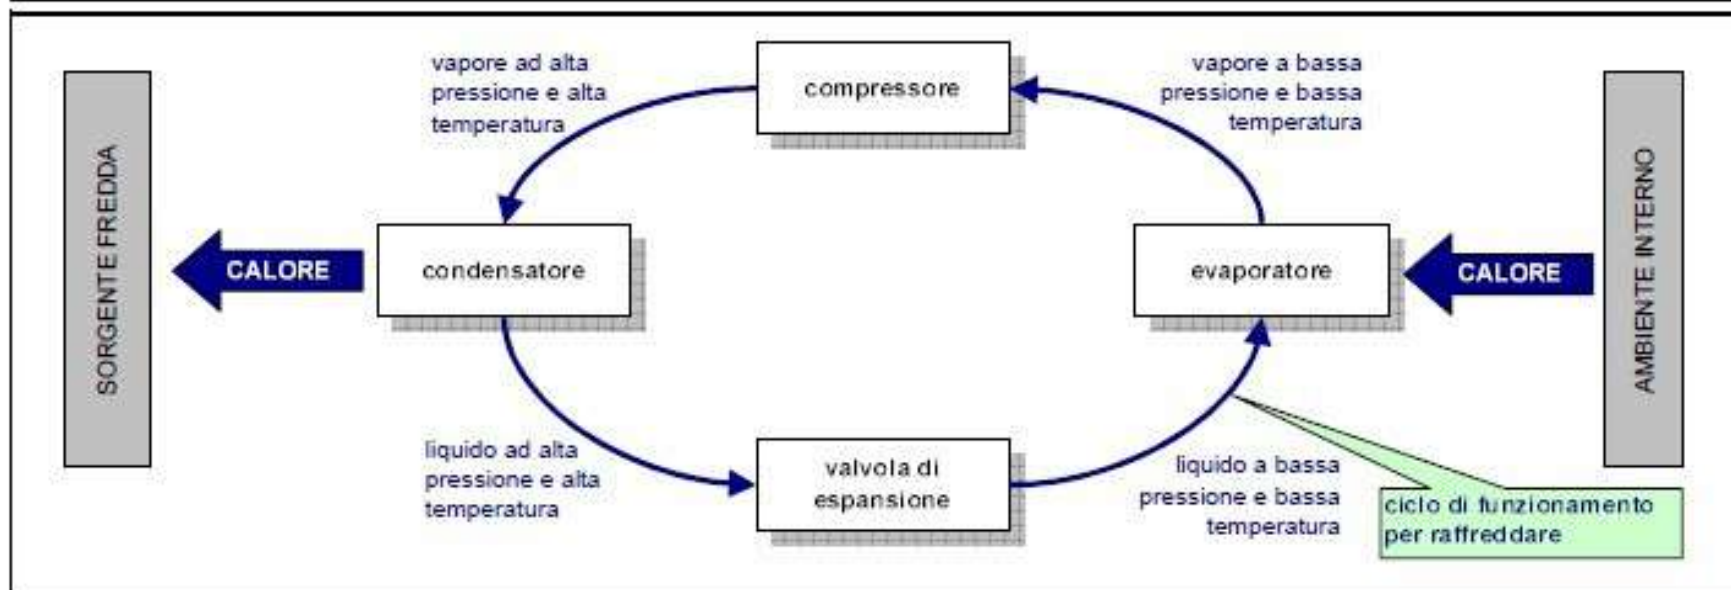 vapore ad alta
pressione e alta
temperatura
compressore
vapore a bassa
pressione e bassa
temperatura
SORGENTE FREDDA
CALORE
condensatore
evaporatore
CALORE
AMBIENTE INTERNO
liquido ad alta
pressione e alta
temperatura
valvola di
espansione
liquido a bassa
pressione e bassa
temperatura
ciclo di funzionamento
per raffreddare